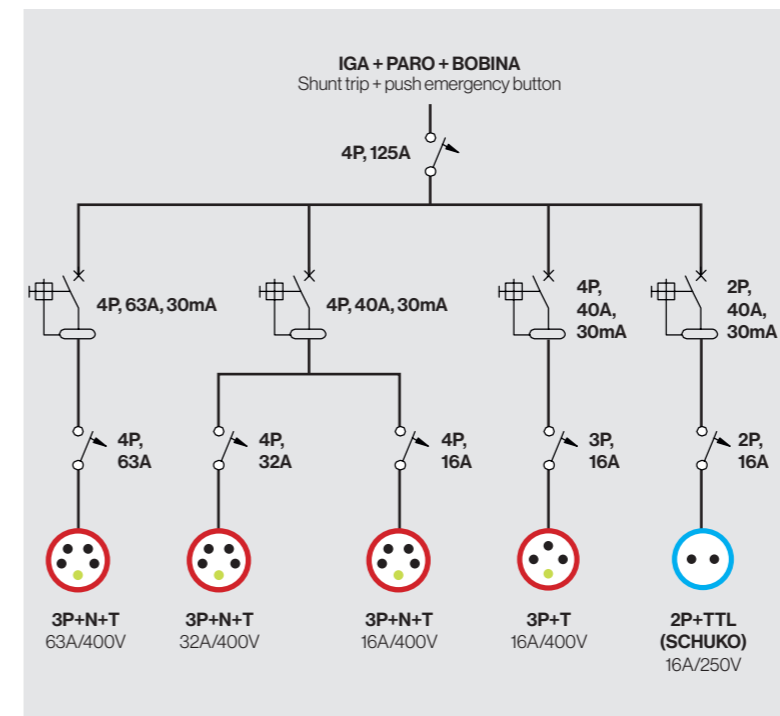 IGA + PARO + BOBINA
Shunt trip + push emergency button
4P, 125A
4P, 63A, 30mA
4P, 40A, 30mA
4P,
40A,
30mA
2P,
40A,
30mA
4P,
63A
4P,
32A
4P,
16A
3P,
16A
2P,
16A
3P+N+T
63A/400V
3P+N+T
32A/400V
3P+N+T
16A/400V
3P+T
16A/400V
2P+TTL
(SCHUKO)
16A/250V